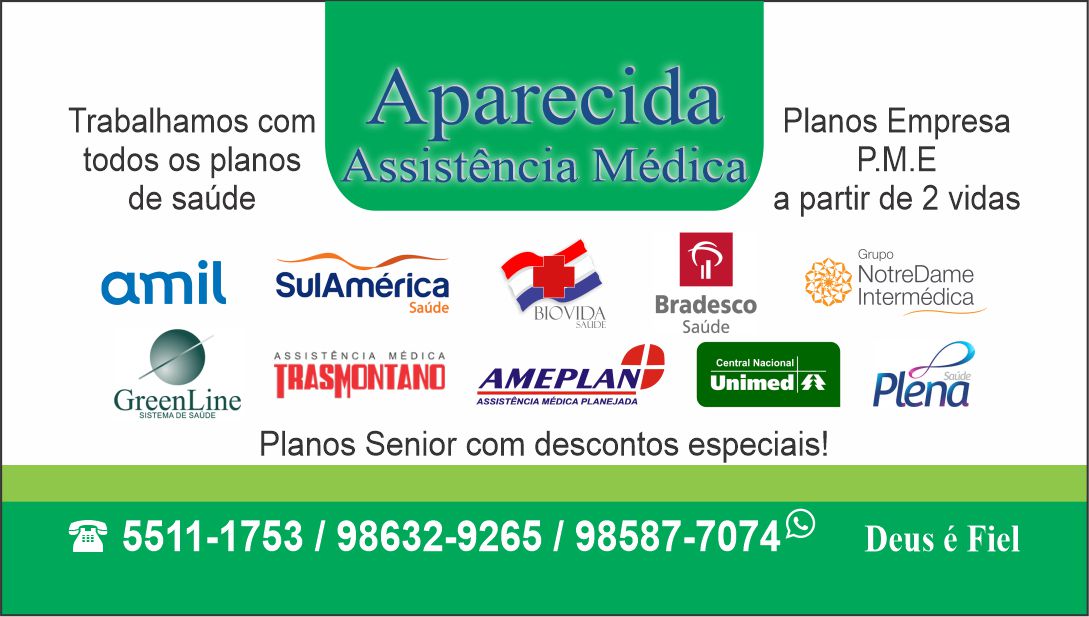 Aparecida
Assistência Médica
Trabalhamos com
todos os planos
de saúde
Planos Empresa
P.M.E
a partir de 2 vidas
amil
SulAmérica
Saúde
BIOVIDA
SAÚDE
Bradesco
Saúde
Grupo
NotreDame
Intermédica
GreenLine
SISTEMA DE SAÚDE
ASSISTÊNCIA MÉDICA
TRASMONTANO
AMEPLAN
ASSISTÊNCIA MÉDICA PLANEJADA
Central Nacional
Unimed
Saúde
Plena
Planos Senior com descontos especiais!
☎ 5511-1753 / 98632-9265 / 98587-7074
Deus é Fiel